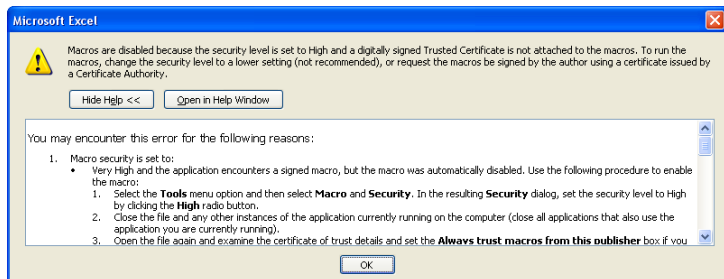 Microsoft Excel
Macros are disabled because the security level is set to High and a digitally signed Trusted Certificate is not attached to the macros. To run the
macros, change the security level to a lower setting (not recommended), or request the macros be signed by the author using a certificate issued by
a Certificate Authority.
Hide Help << Open in Help Window
You may encounter this error for the following reasons:
1. Macro security is set to:
• Very High and the application encounters a signed macro, but the macro was automatically disabled. Use the following procedure to enable
the macro:
1. Select the Tools menu option and then select Macro and Security. In the resulting Security dialog, set the security level to High
by clicking the High radio button.
2. Close the file and any other instances of the application currently running on the computer (close all applications that also use the
application you are currently running).
3. Open the file again and examine the certificate of trust details and set the Always trust macros from this publisher box if you
OK